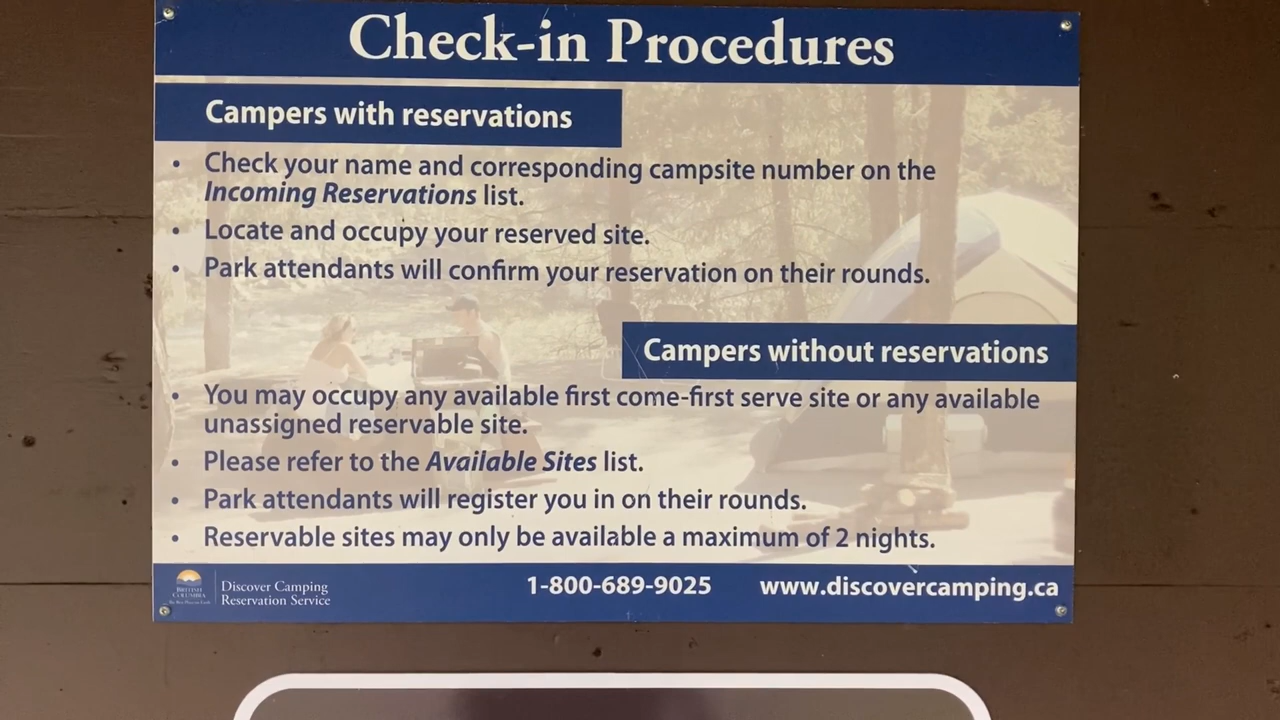 Check-in Procedures
Campers with reservations
• Check your name and corresponding campsite number on the
Incoming Reservations list.
• Locate and occupy your reserved site.
• Park attendants will confirm your reservation on their rounds.
Campers without reservations
• You may occupy any available first come-first serve site or any available
unassigned reservable site.
• Please refer to the Available Sites list.
• Park attendants will register you in on their rounds.
• Reservable sites may only be available a maximum of 2 nights.
BRITISH
COLUMBIA
Discover Camping
Reservation Service
1-800-689-9025
www.discovercamping.ca